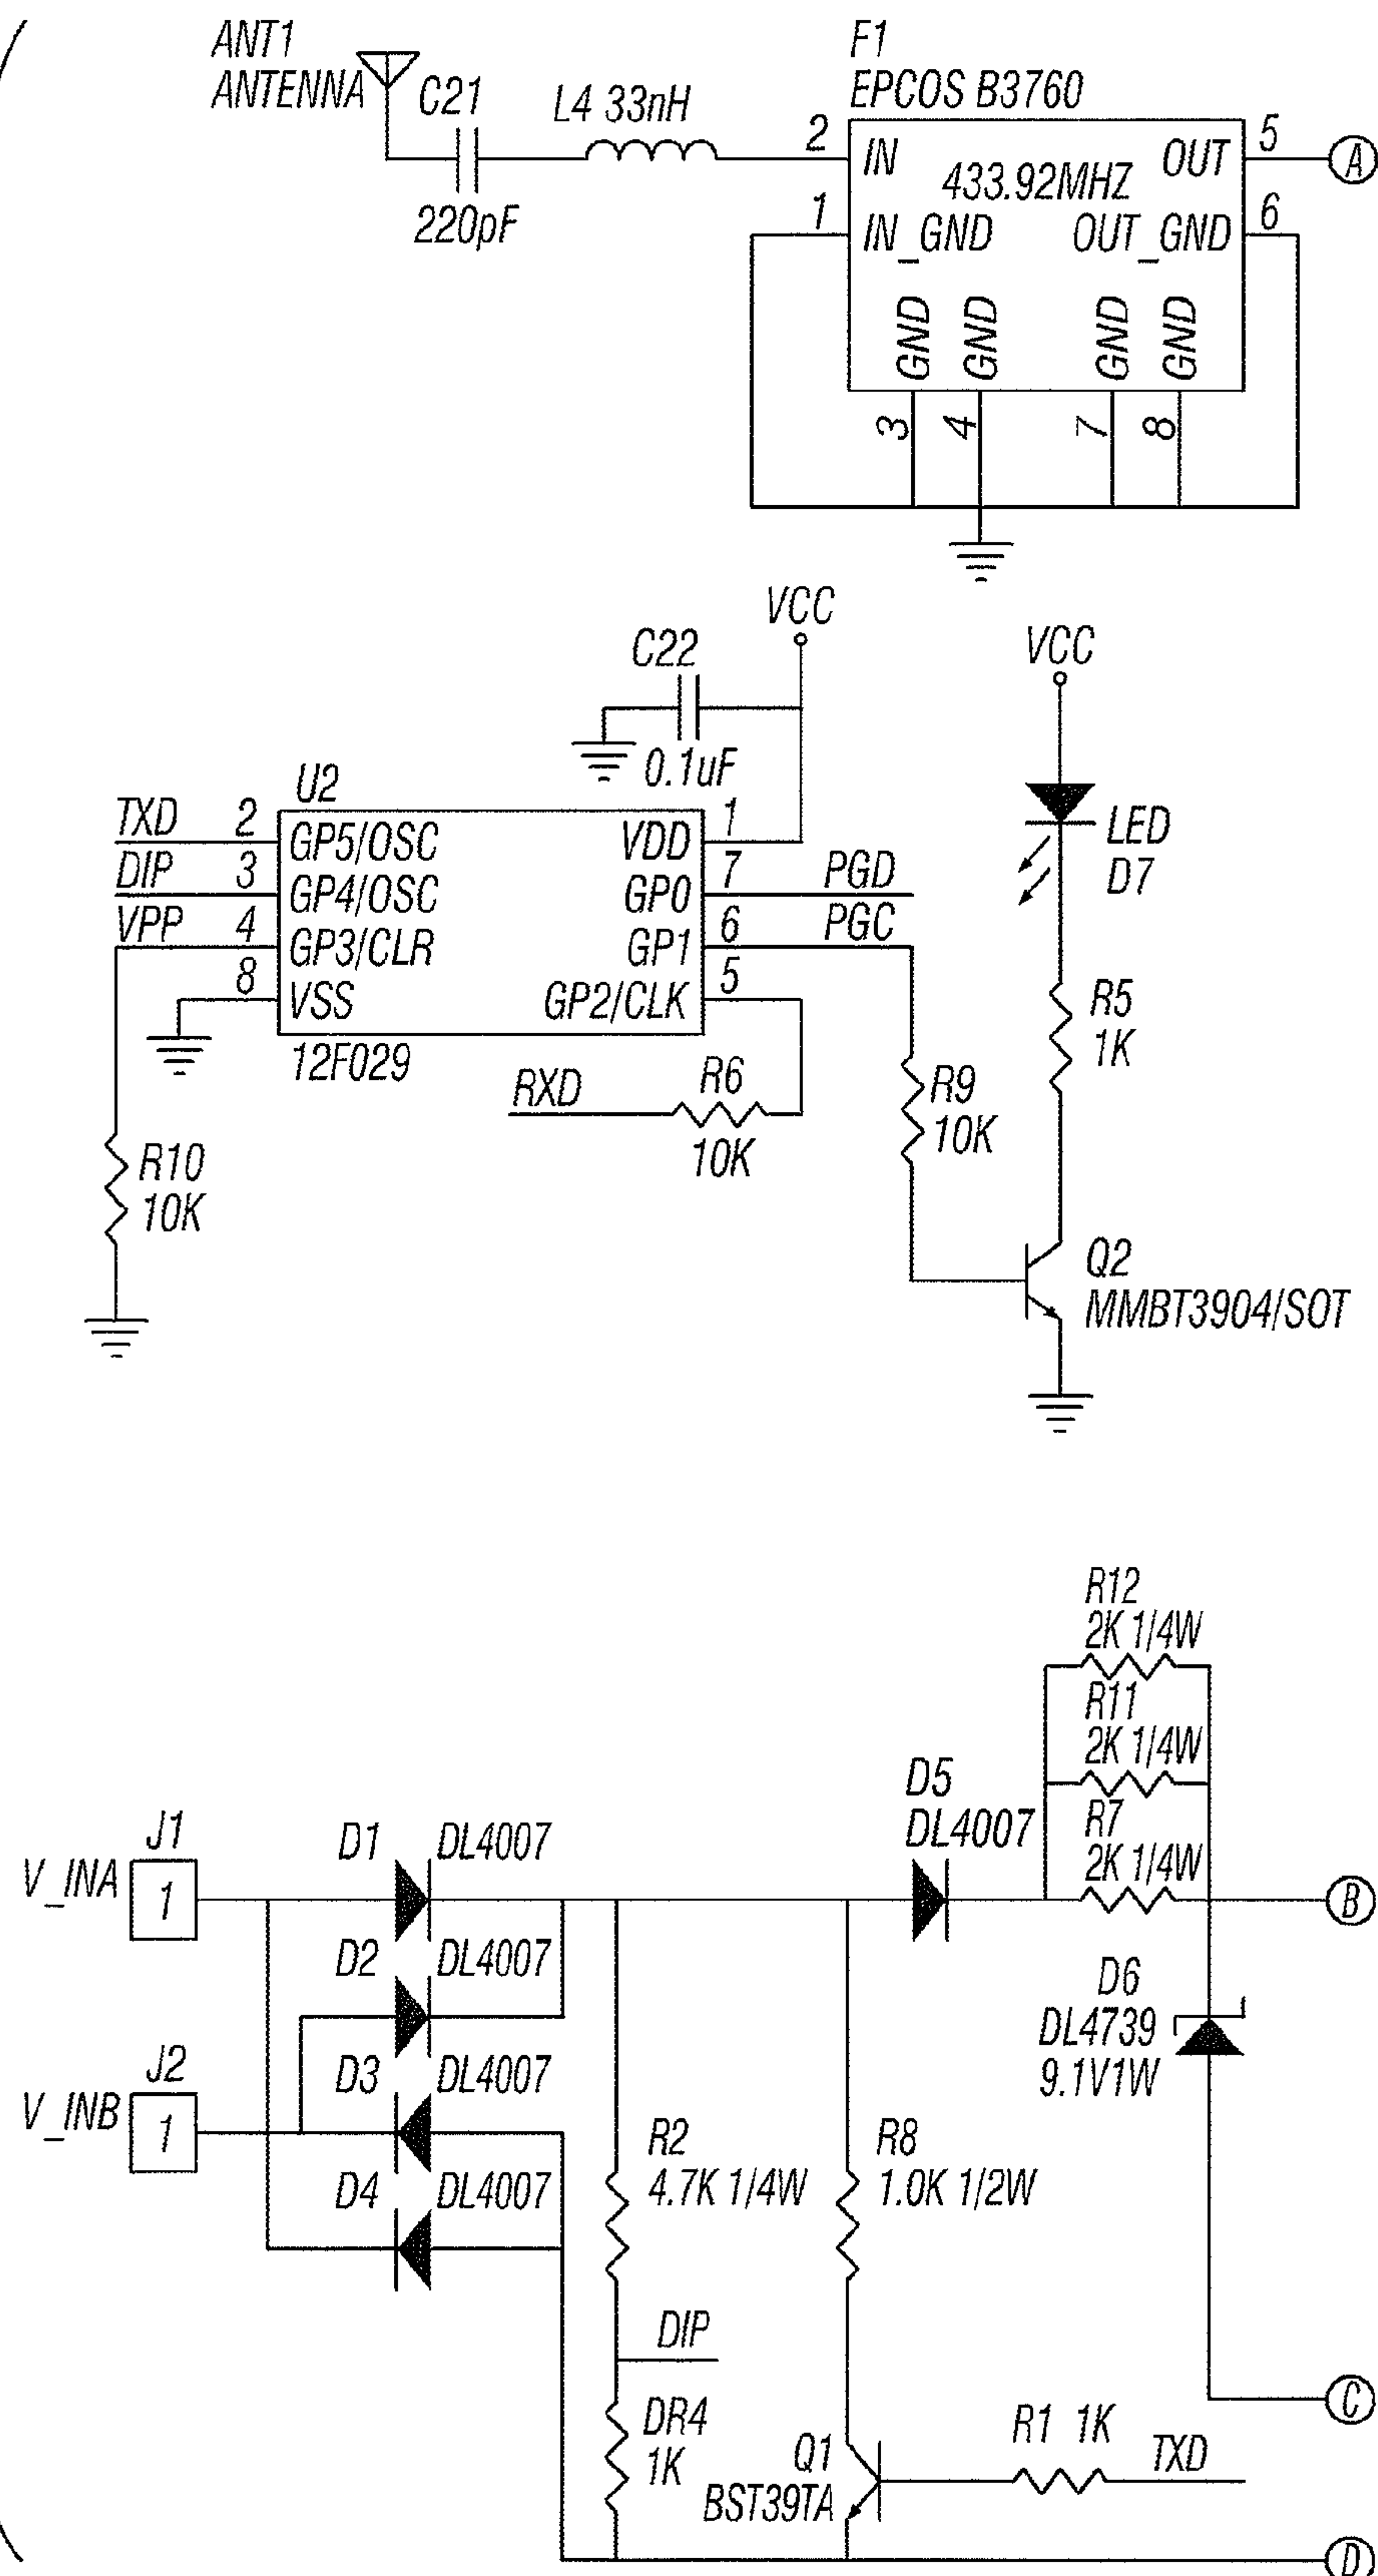 ANT1
ANTENNA
C21
220pF
L4 33nH
F1
EPCOS B3760
2
IN
433.92MHZ
OUT
5
A
1
IN_GND
OUT_GND
6
GND
GND
GND
GND
3
4
7
8
VCC
C22
0.1uF
VCC
LED
D7
U2
TXD
2
GP5/OSC
VDD
1
DIP
3
GP4/OSC
GP0
7
PGD
VPP
4
GP3/CLR
GP1
6
PGC
8
VSS
GP2/CLK
5
12F029
RXD
R6
10K
R9
10K
R5
1K
R10
10K
Q2
MMBT3904/SOT
R12
2K 1/4W
R11
2K 1/4W
R7
2K 1/4W
D5
DL4007
B
J1
V_INA
1
D1
DL4007
D2
DL4007
J2
V_INB
1
D3
DL4007
D4
DL4007
D6
DL4739
9.1V1W
R2
4.7K 1/4W
R8
1.0K 1/2W
DIP
DR4
1K
Q1
BST39TA
R1 1K
TXD
C
D